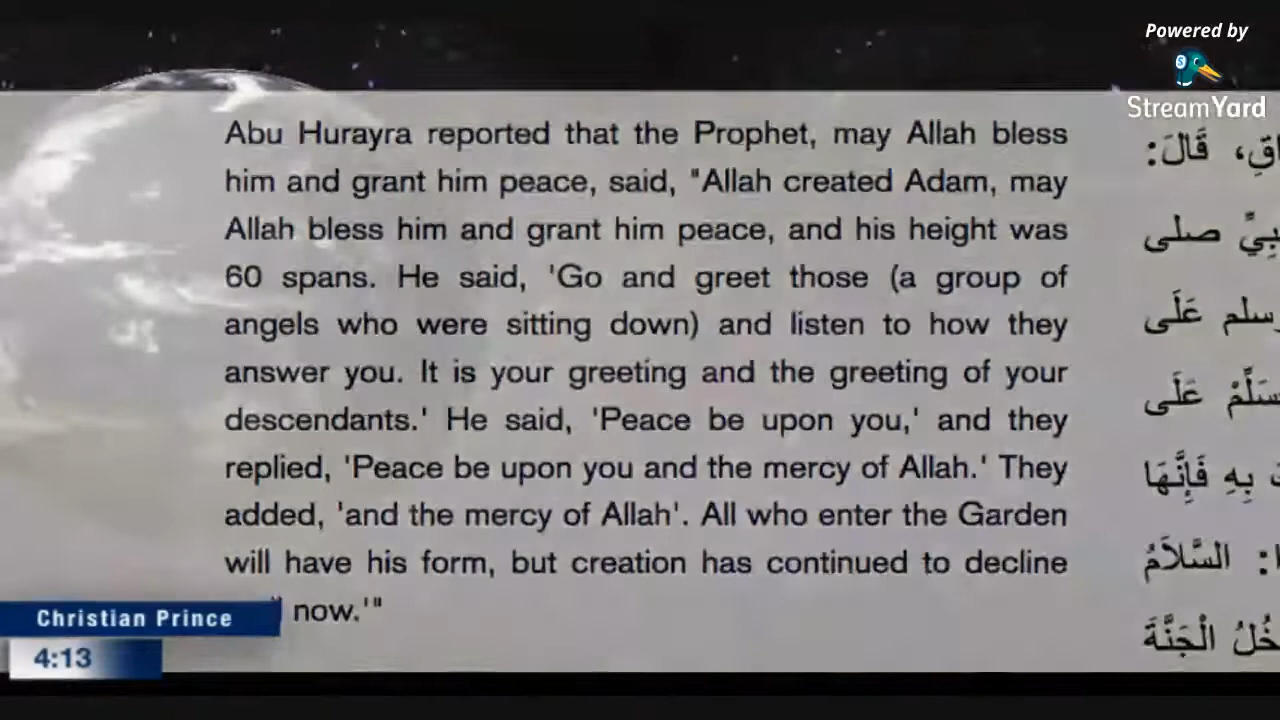 Powered by
StreamYard
Abu Hurayra reported that the Prophet, may Allah bless
him and grant him peace, said, "Allah created Adam, may
Allah bless him and grant him peace, and his height was
60 spans. He said, 'Go and greet those (a group of
angels who were sitting down) and listen to how they
answer you. It is your greeting and the greeting of your
descendants.' He said, 'Peace be upon you,' and they
replied, 'Peace be upon you and the mercy of Allah.' They
added, 'and the mercy of Allah'. All who enter the Garden
will have his form, but creation has continued to decline
now.'"
قَالَ:
صلى
سلم عَلَى
عَلَى
بِهِ فَإِنَّهَا
السَّلاَمُ
الْجَنَّةَ
Christian Prince
4:13